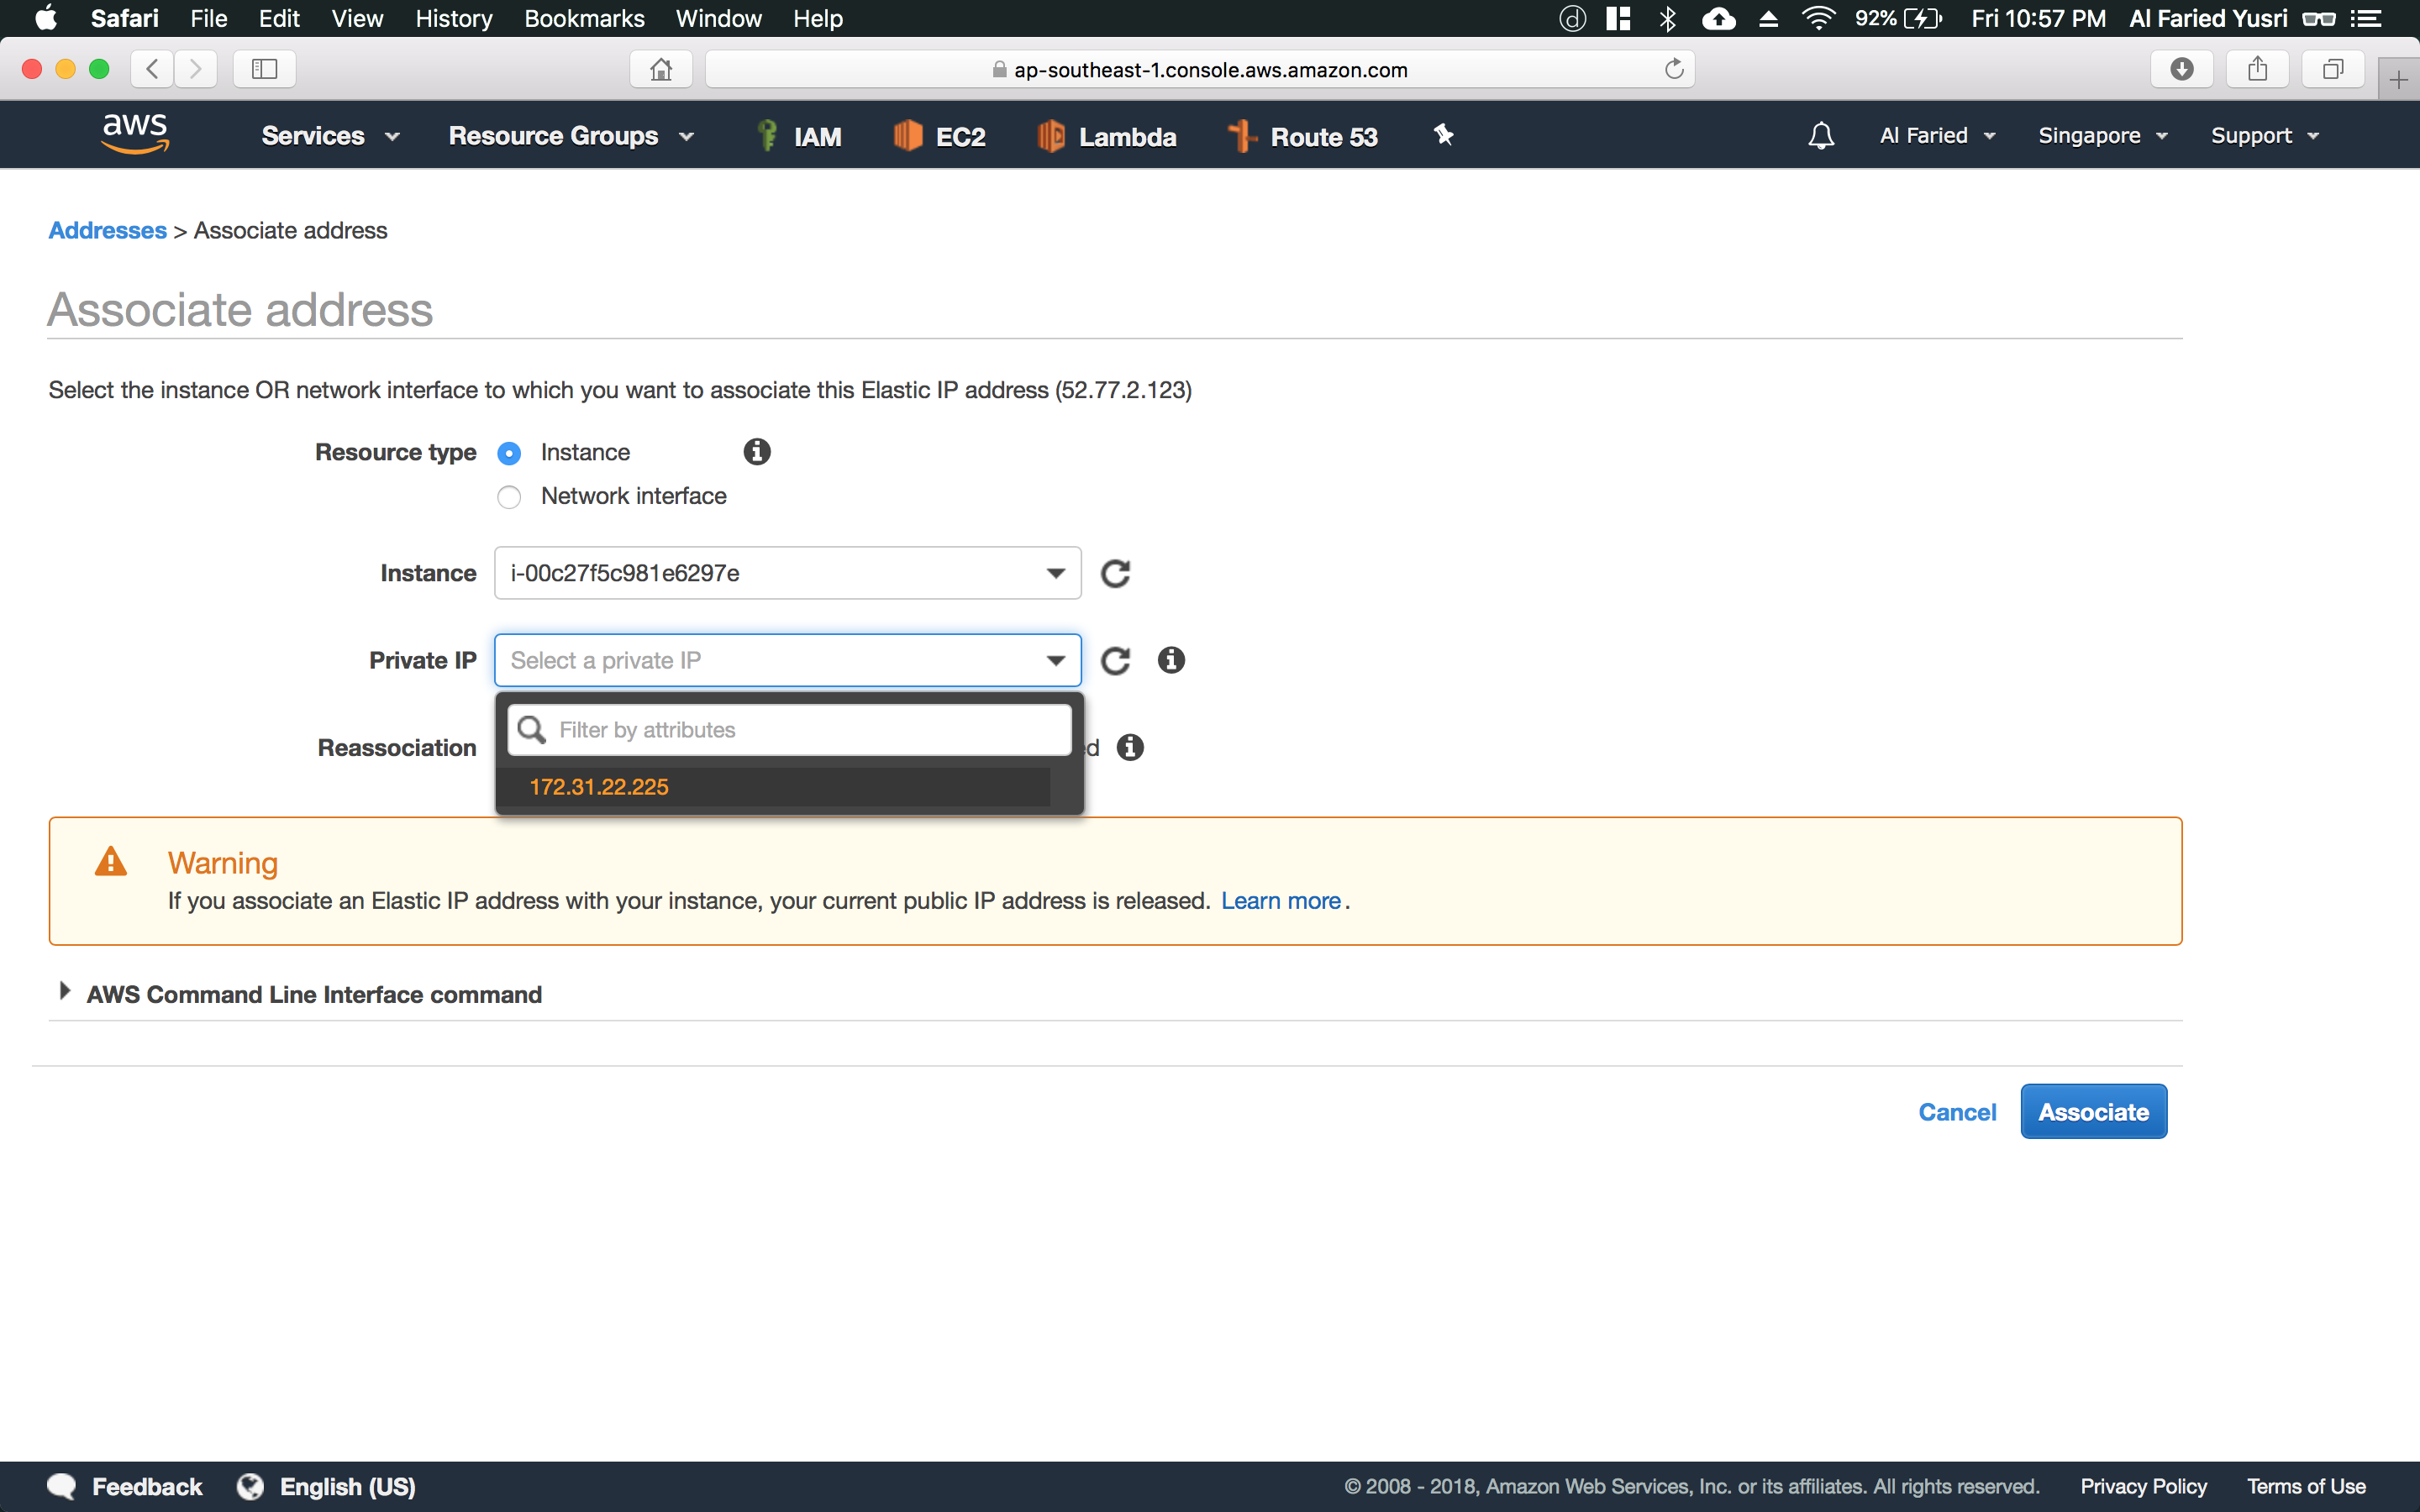 Safari File Edit View History Bookmarks Window Help 92% Fri 10:57 PM Al Faried Yusri
ap-southeast-1.console.aws.amazon.com
aws Services Resource Groups IAM EC2 Lambda Route 53 Al Faried Singapore Support
Addresses > Associate address
Associate address
Select the instance OR network interface to which you want to associate this Elastic IP address (52.77.2.123)
Resource type Instance
Network interface
Instance i-00c27f5c981e6297e
Private IP Select a private IP
Filter by attributes
Reassociation ed
172.31.22.225
Warning
If you associate an Elastic IP address with your instance, your current public IP address is released. Learn more.
AWS Command Line Interface command
Cancel Associate
Feedback English (US) © 2008 - 2018, Amazon Web Services, Inc. or its affiliates. All rights reserved. Privacy Policy Terms of Use